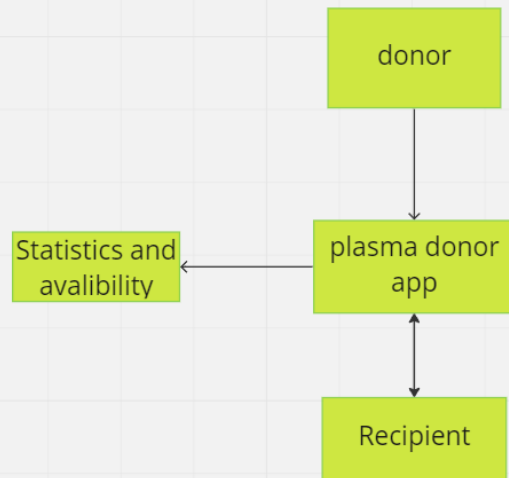 donor
Statistics and
avalibility
plasma donor
app
Recipient